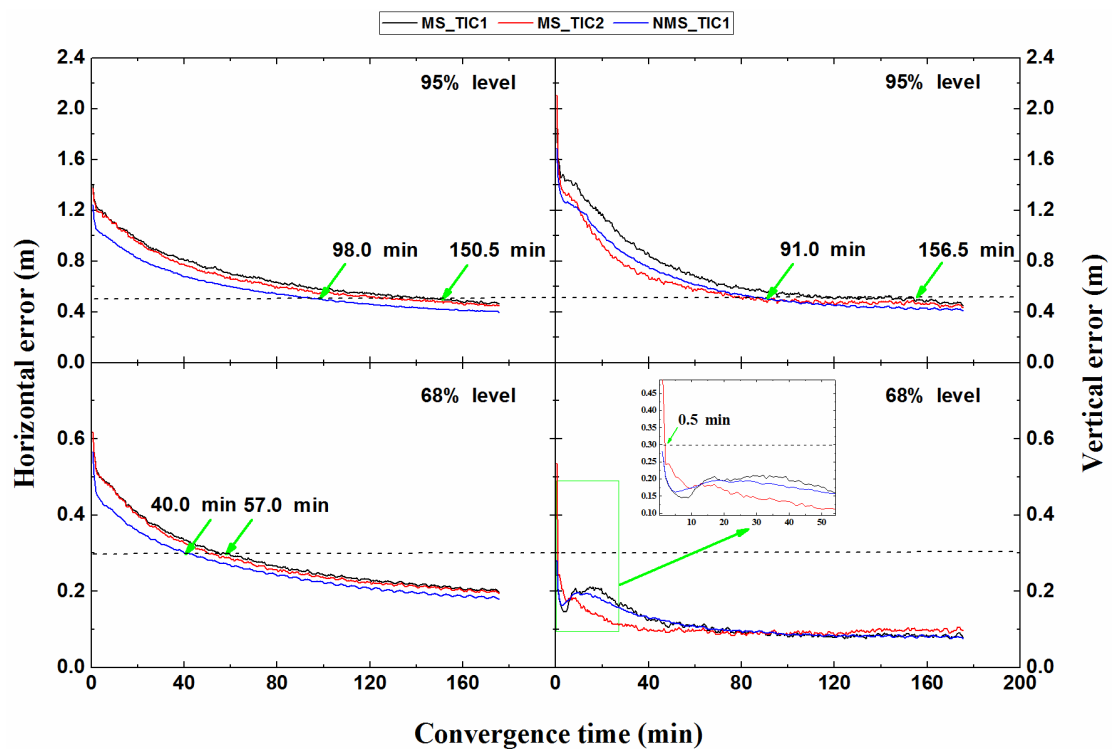 MS_TIC1 MS_TIC2 NMS_TIC1
2.4 2.4
95% level 95% level
2.0 2.0
1.6 1.6
1.2 1.2
98.0 min 150.5 min 91.0 min 156.5 min
0.8 0.8
0.4 0.4
0.0 0.0
Horizontal error (m)
Vertical error (m)
68% level 68% level
0.6 0.6
0.45
0.40
0.5 min
0.35
0.30
0.25
0.20
0.15
0.10
10 20 30 40 50
40.0 min 57.0 min
0.4 0.4
0.2 0.2
0.0 0.0
0 40 80 120 160 0 40 80 120 160 200
Convergence time (min)